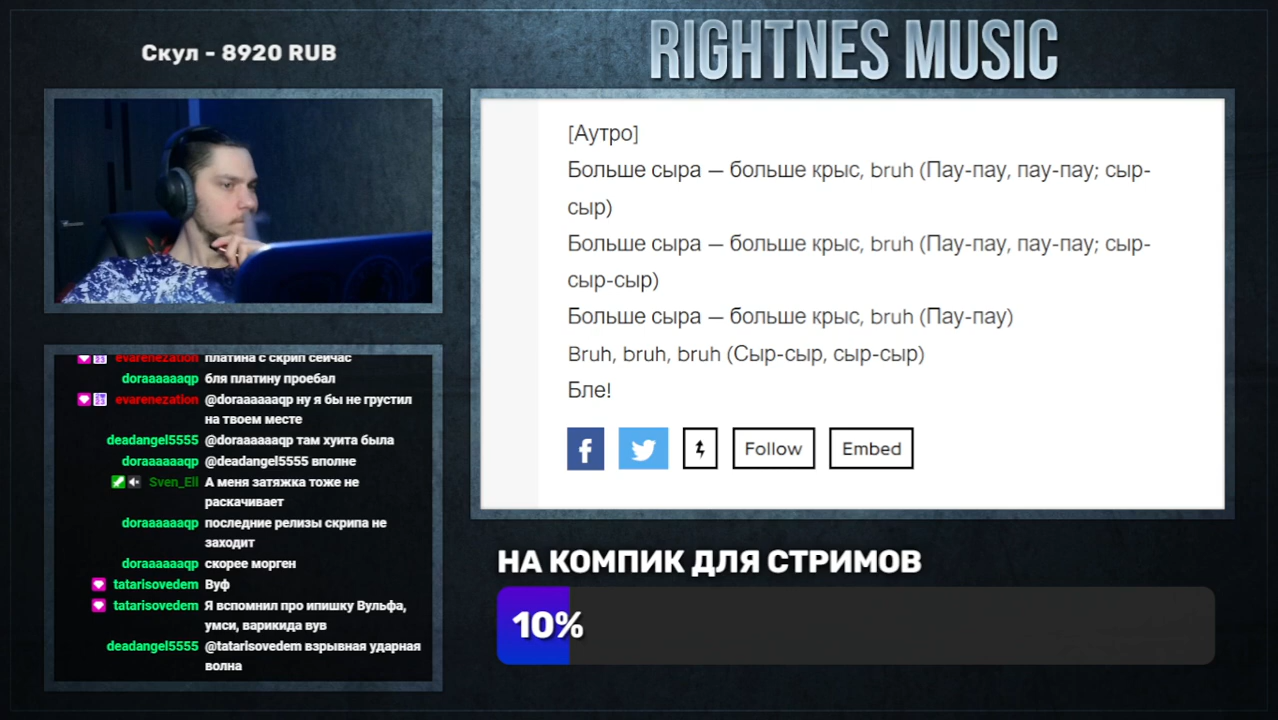 Скул - 8920 RUB
RIGHTNES MUSIC
[Аутро]
Больше сыра — больше крыс, bruh (Пау-пау, пау-пау; сыр-
сыр)
Больше сыра — больше крыс, bruh (Пау-пау, пау-пау; сыр-
сыр-сыр)
Больше сыра — больше крыс, bruh (Пау-пау)
Bruh, bruh, bruh (Сыр-сыр, сыр-сыр)
Бле!
f
Follow
Embed
evarenezation платина с скрип сейчас
doraaaaaaqp бля платину проебал
evarenezation @doraaaaaaqp ну я бы не грустил
на твоем месте
deadangel5555 @doraaaaaaqp там хуита была
doraaaaaaqp @deadangel5555 вполне
Sven_Ell А меня затяжка тоже не
раскачивает
doraaaaaaqp последние релизы скрипа не
заходит
doraaaaaaqp скорее морген
tatarisovedem Вуф
tatarisovedem Я вспомнил про ипишку Вульфа,
умси, варикида вув
deadangel5555 @tatarisovedem взрывная ударная
волна
НА КОМПИК ДЛЯ СТРИМОВ
10%